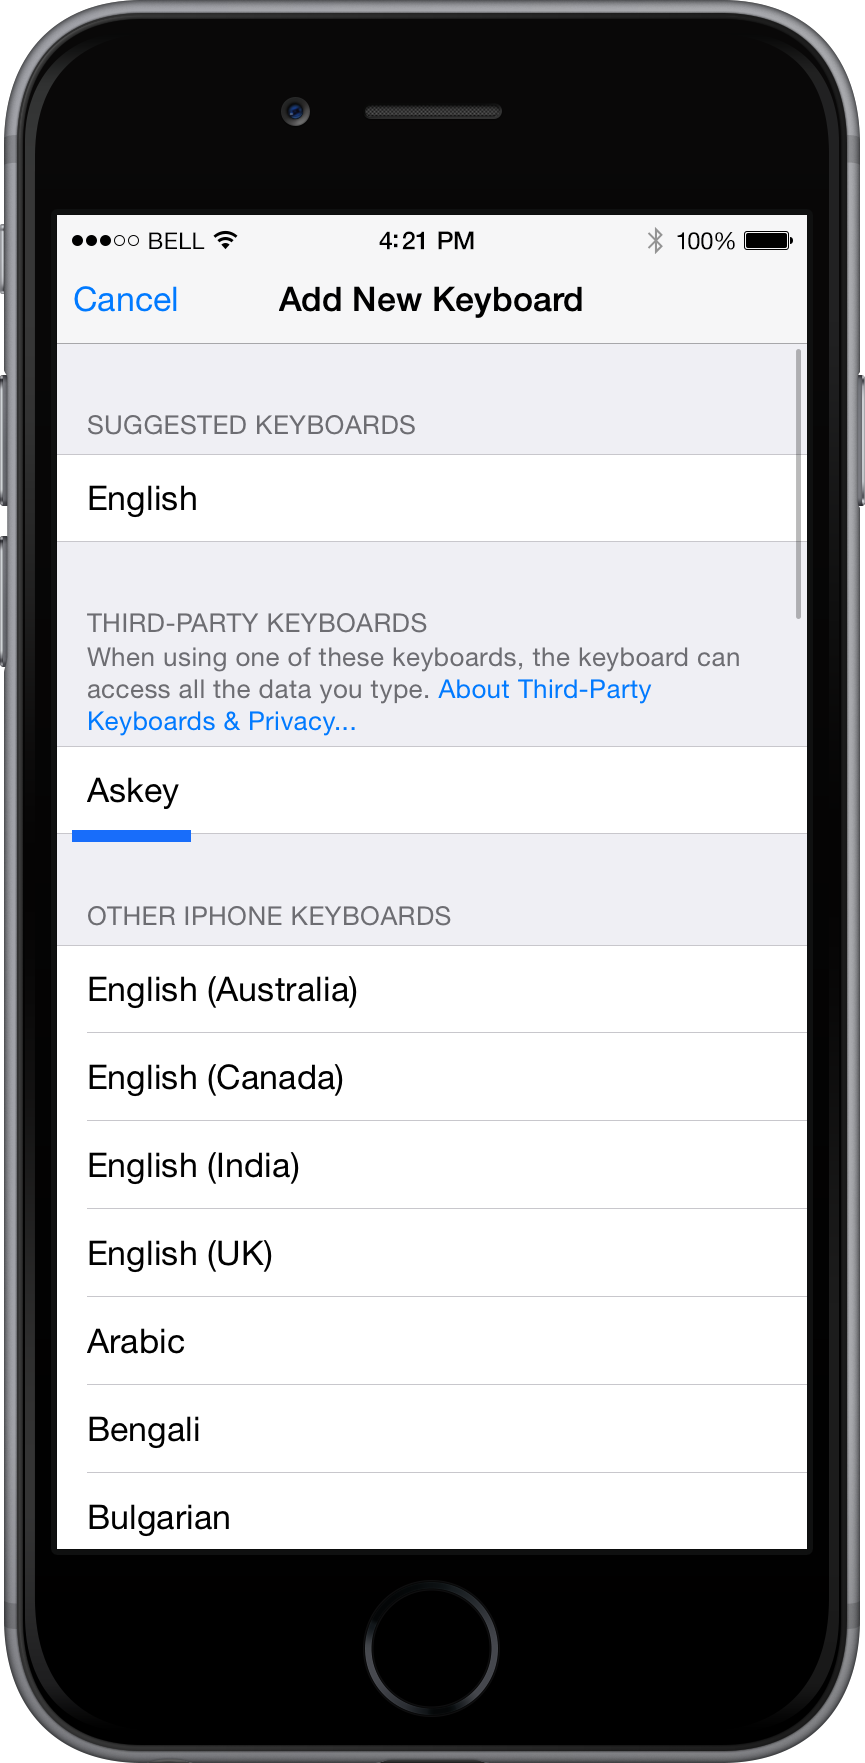 BELL
4:21 PM
100%
Cancel
Add New Keyboard
SUGGESTED KEYBOARDS
English
THIRD-PARTY KEYBOARDS
When using one of these keyboards, the keyboard can
access all the data you type. About Third-Party
Keyboards & Privacy...
Askey
OTHER IPHONE KEYBOARDS
English (Australia)
English (Canada)
English (India)
English (UK)
Arabic
Bengali
Bulgarian